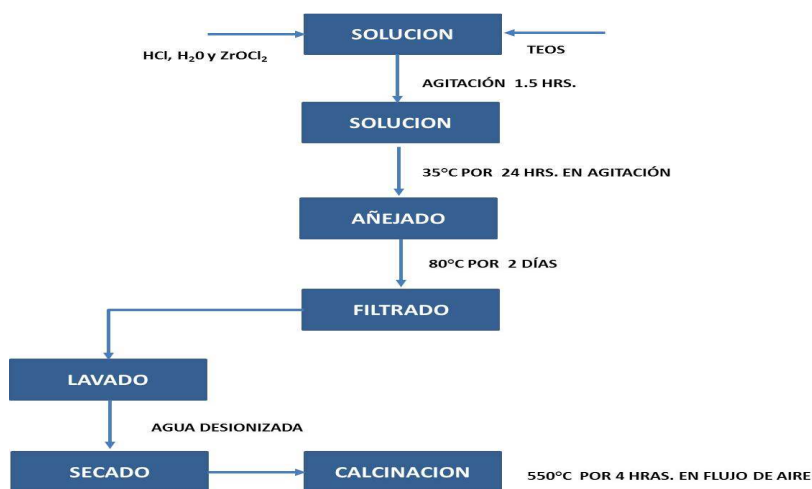 SOLUCION
HCl, H₂0 y ZrOCl₂
TEOS
AGITACIÓN 1.5 HRS.
SOLUCION
35°C POR 24 HRS. EN AGITACIÓN
AÑEJADO
80°C POR 2 DÍAS
FILTRADO
LAVADO
AGUA DESIONIZADA
SECADO
CALCINACION
550°C POR 4 HRAS. EN FLUJO DE AIRE